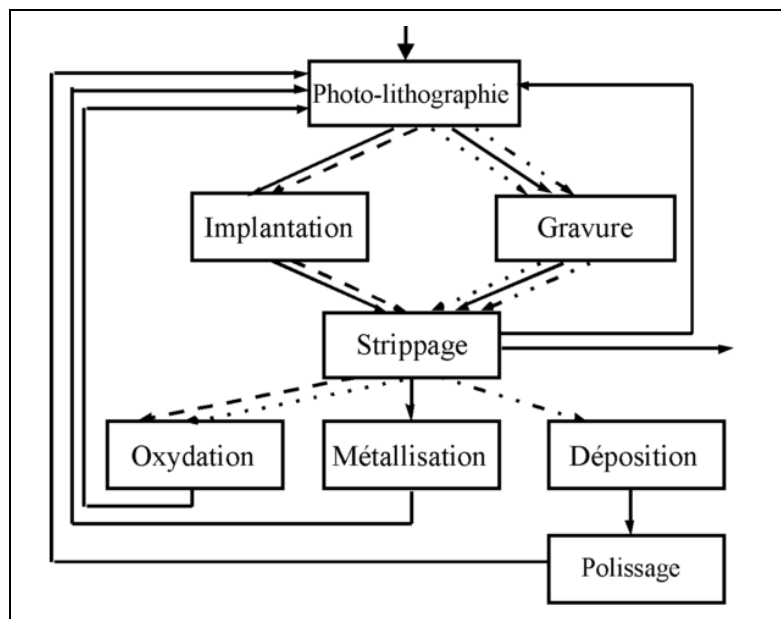 Photo-lithographie
Implantation
Gravure
Strippage
Oxydation
Métallisation
Déposition
Polissage